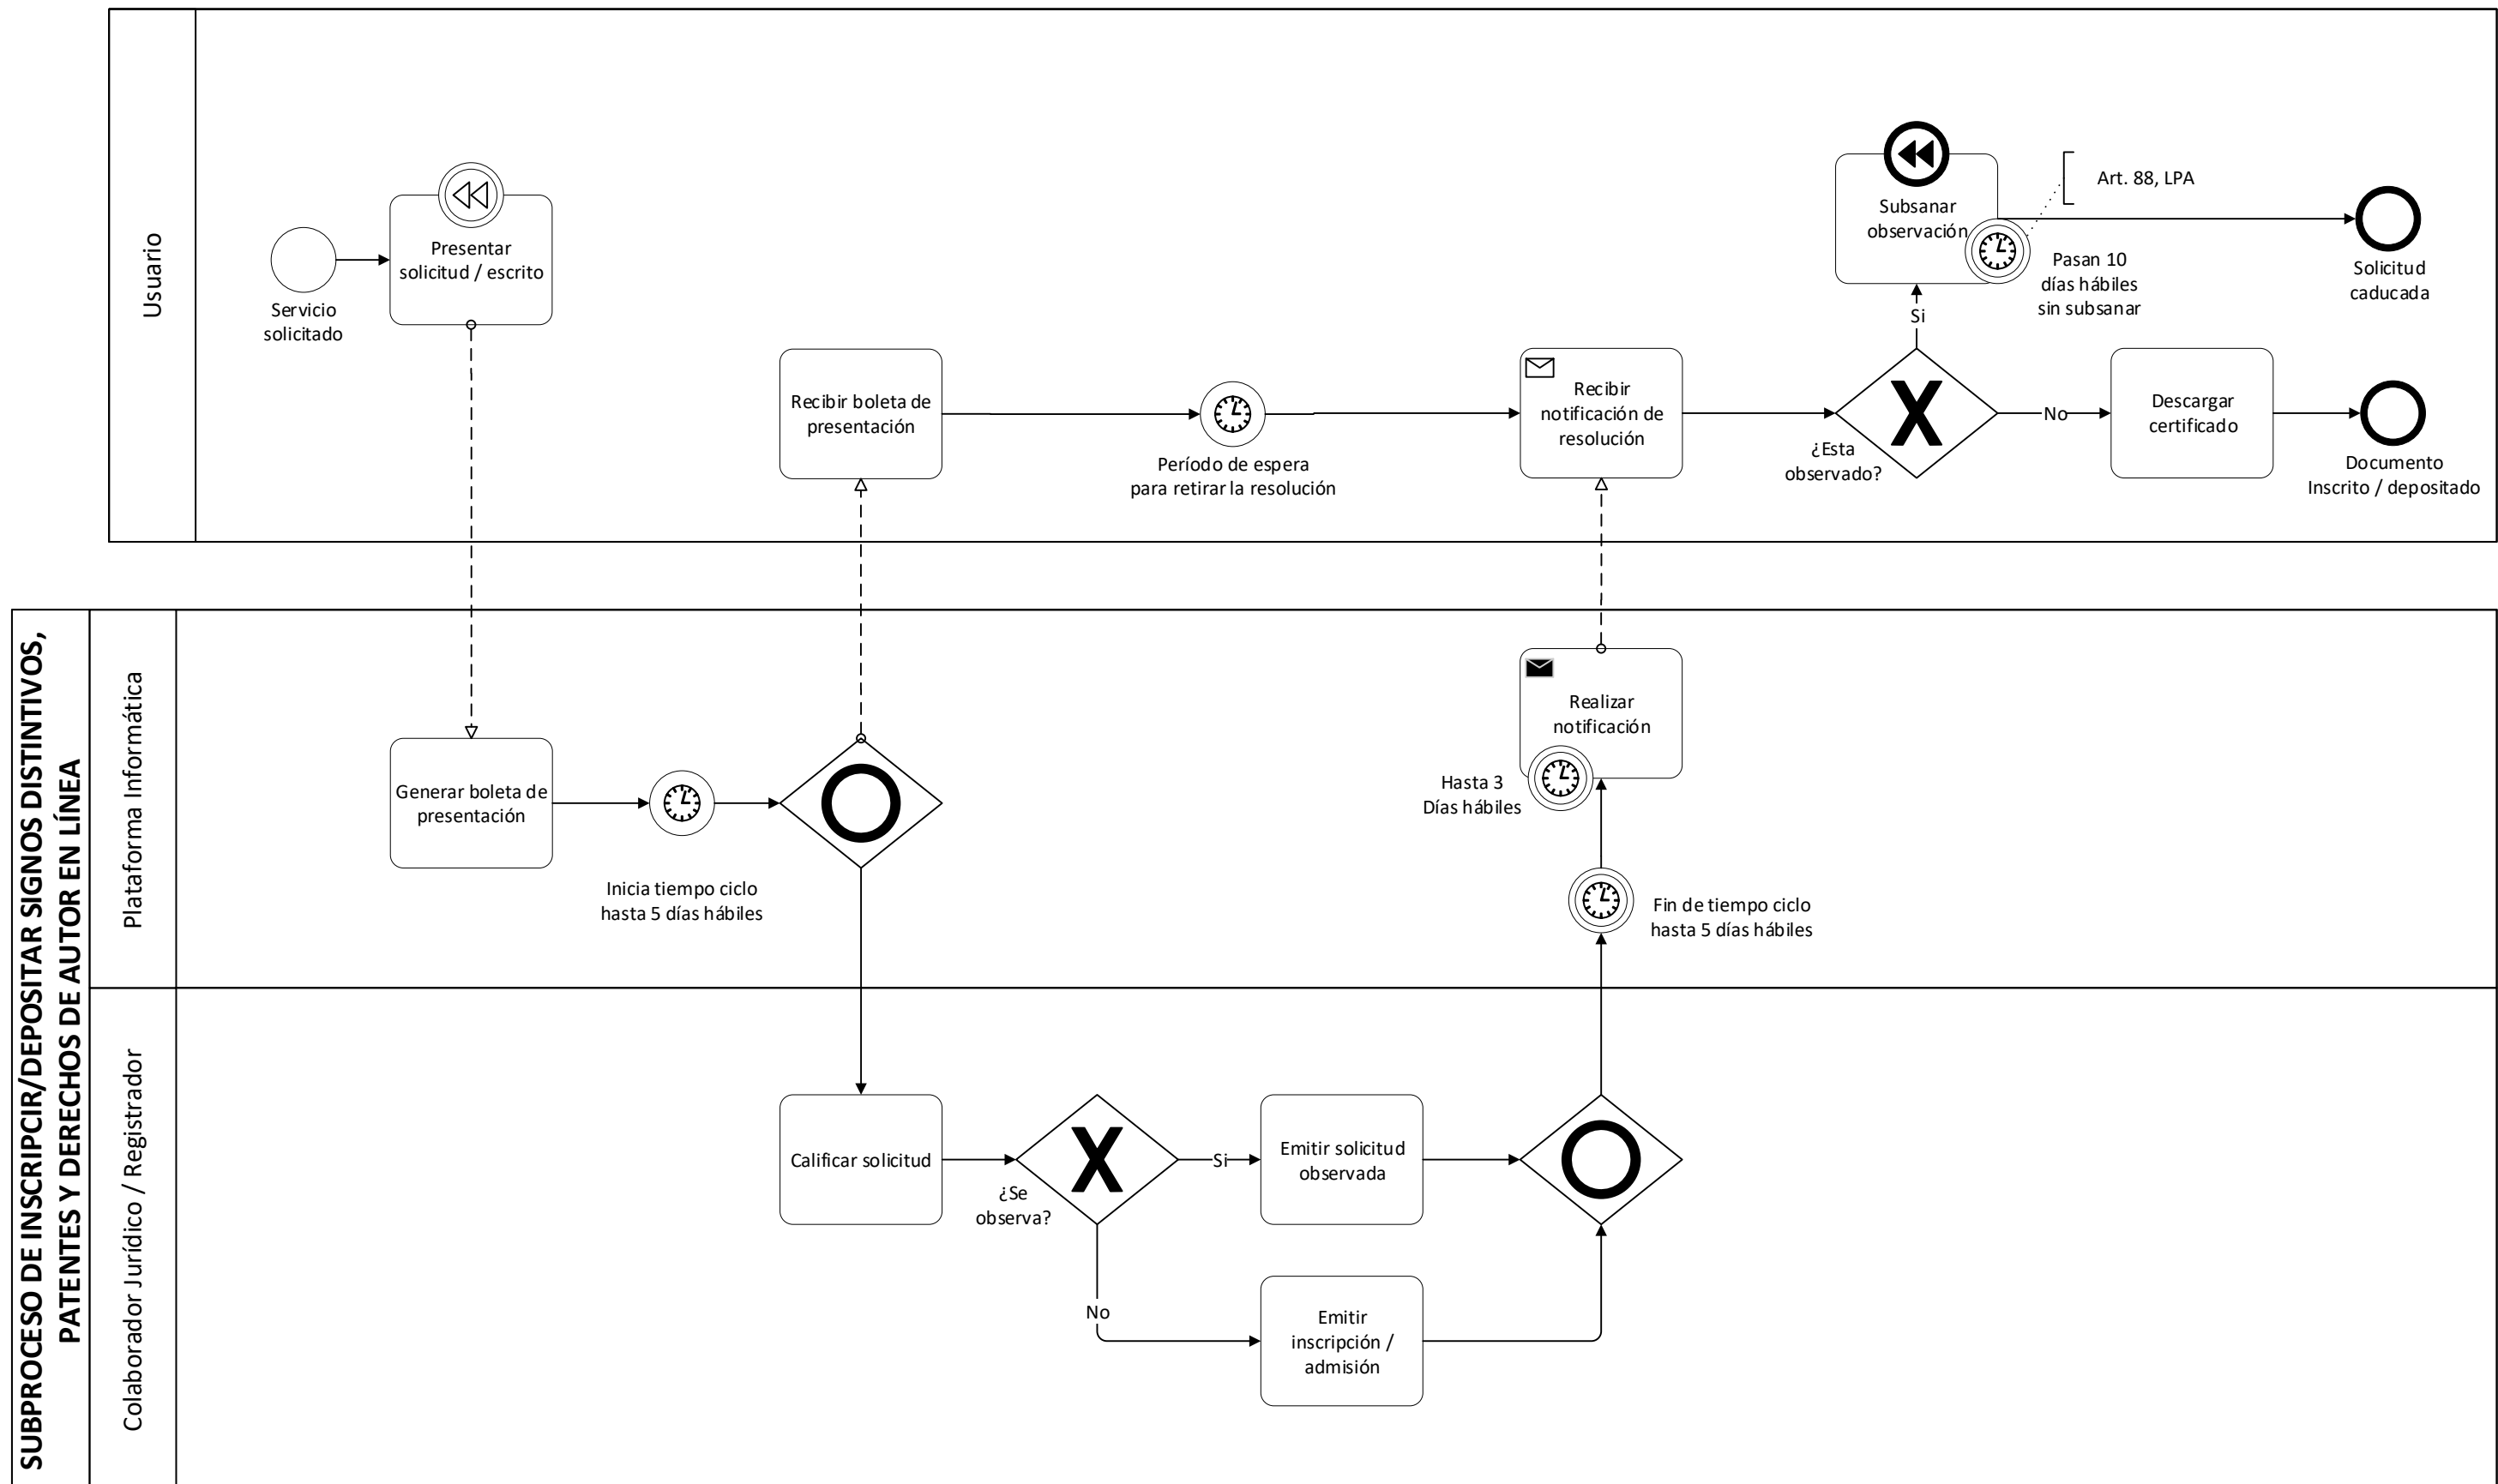 Usuario
Servicio
solicitado
Presentar
solicitud / escrito
Recibir boleta de
presentación
Período de espera
para retirar la resolución
Recibir
notificación de
resolución
¿Esta
observado?
Si
No
Subsanar
observación
Art. 88, LPA
Pasan 10
días hábiles
sin subsanar
Solicitud
caducada
Descargar
certificado
Documento
Inscrito / depositado
SUBPROCESO DE INSCRIPCIR/DEPOSITAR SIGNOS DISTINTIVOS,
PATENTES Y DERECHOS DE AUTOR EN LÍNEA
Plataforma Informática
Generar boleta de
presentación
Inicia tiempo ciclo
hasta 5 días hábiles
Realizar
notificación
Hasta 3
Días hábiles
Fin de tiempo ciclo
hasta 5 días hábiles
Colaborador Jurídico / Registrador
Calificar solicitud
¿Se
observa?
Si
No
Emitir solicitud
observada
Emitir
inscripción /
admisión